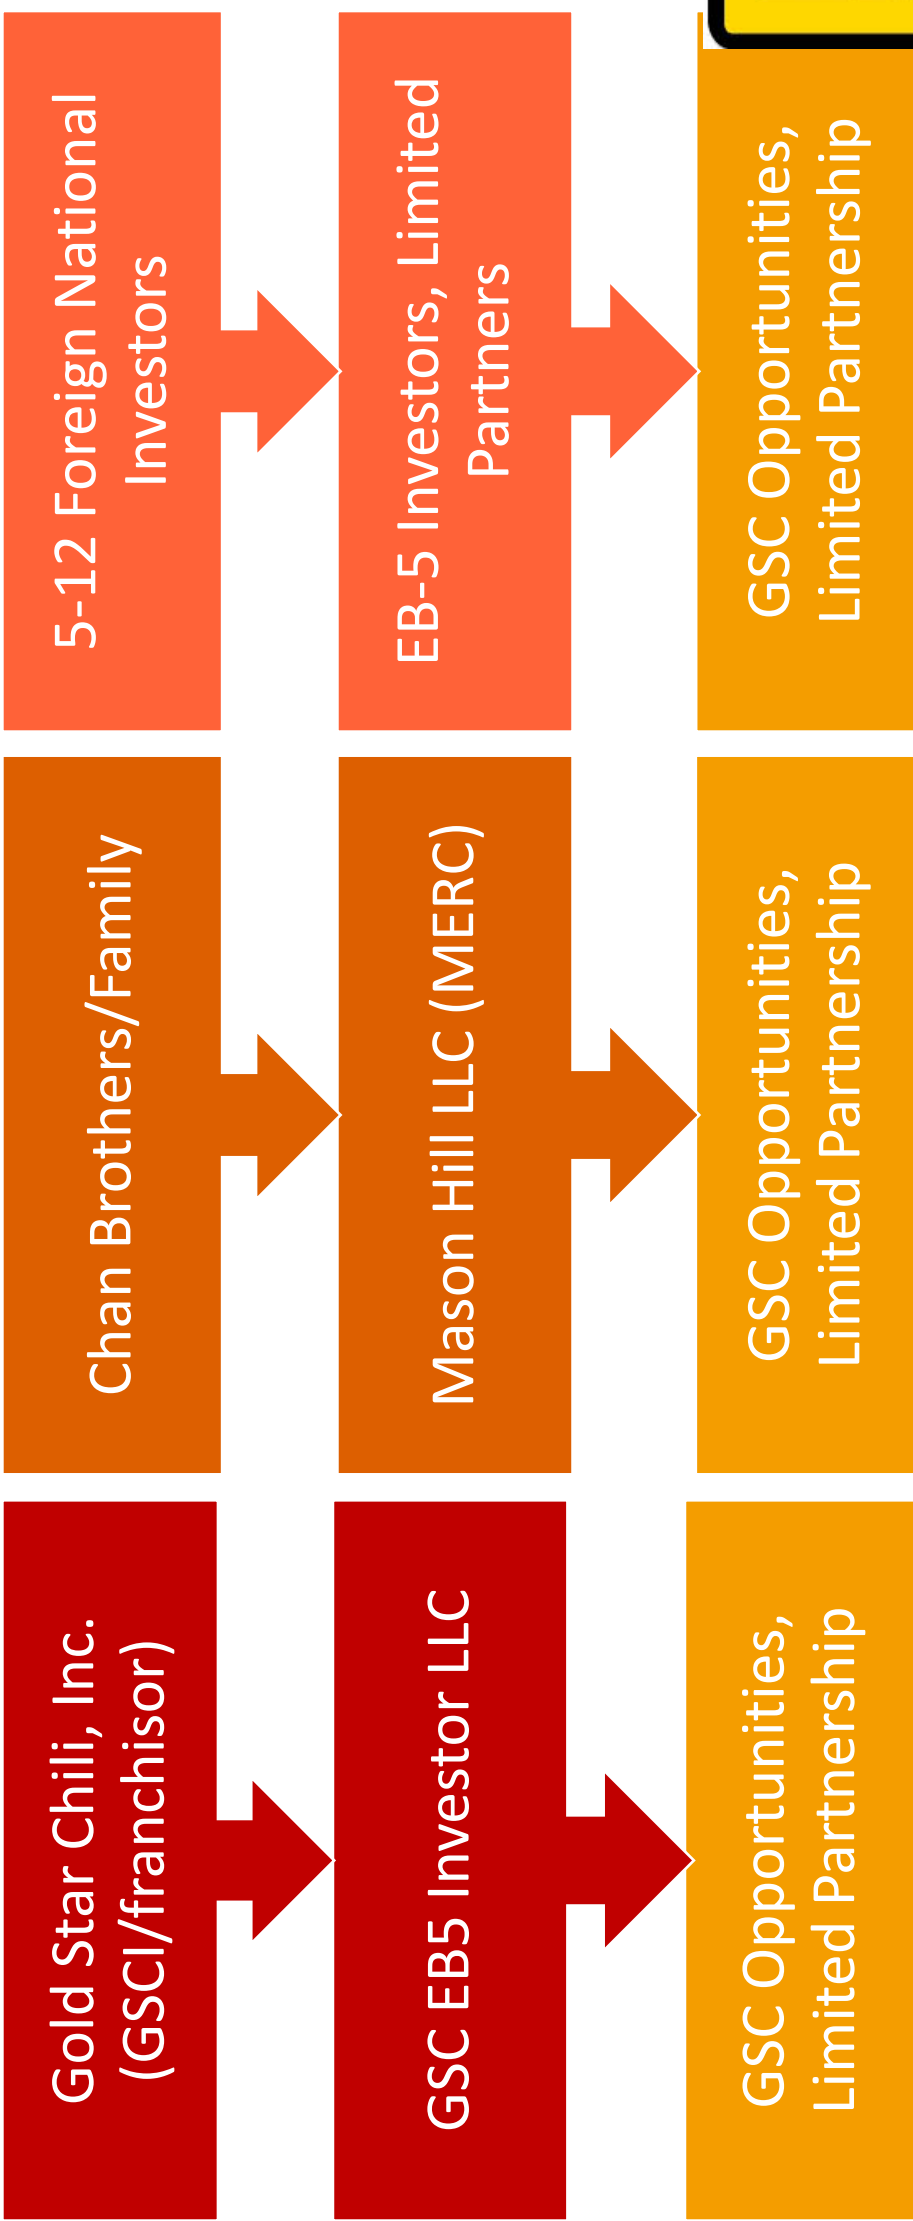 Gold Star Chili, Inc.
(GSCI/franchisor)
Chan Brothers/Family
5-12 Foreign National
Investors
GSC EB5 Investor LLC
Mason Hill LLC (MERC)
EB-5 Investors, Limited
Partners
GSC Opportunities,
Limited Partnership
GSC Opportunities,
Limited Partnership
GSC Opportunities,
Limited Partnership